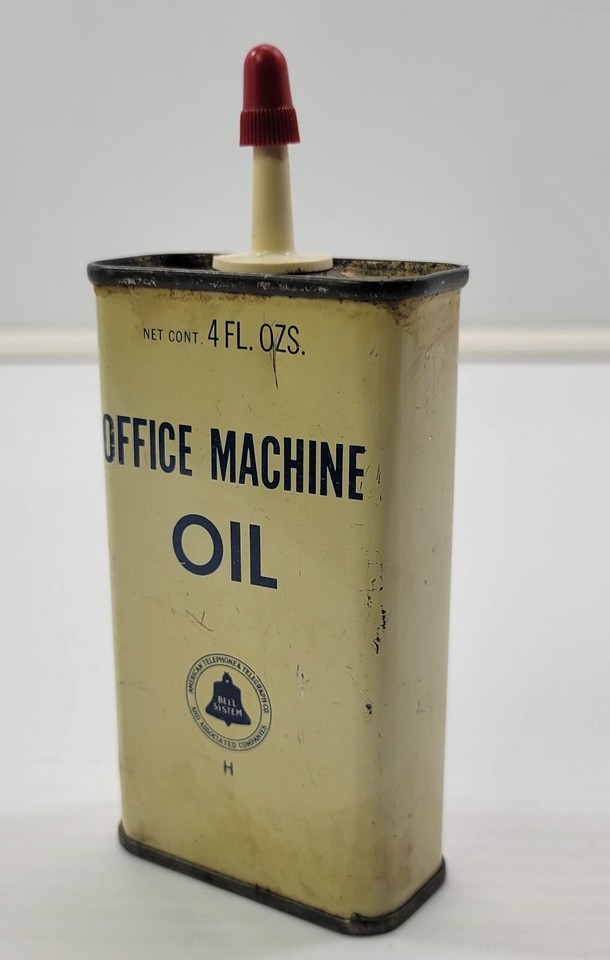 NET CONT. 4 FL. OZS.
OFFICE MACHINE
OIL
AMERICAN TELEPHONE & TELEGRAPH CO
BELL
SYSTEM
AND ASSOCIATED COMPANIES
H